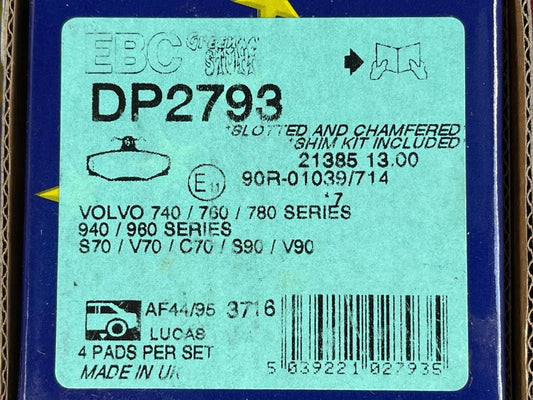 EBC GREEN STUFF
DP2793
*SLOTTED AND CHAMFERED
*SHIM KIT INCLUDED
21385 13.00
E11 90R-01039/714
*7
VOLVO 740 / 760 / 780 SERIES
940 / 960 SERIES
S70 / V70 / C70 / S90 / V90
AF44/95 3716
LUCAS
4 PADS PER SET
MADE IN UK
5 039221 027935